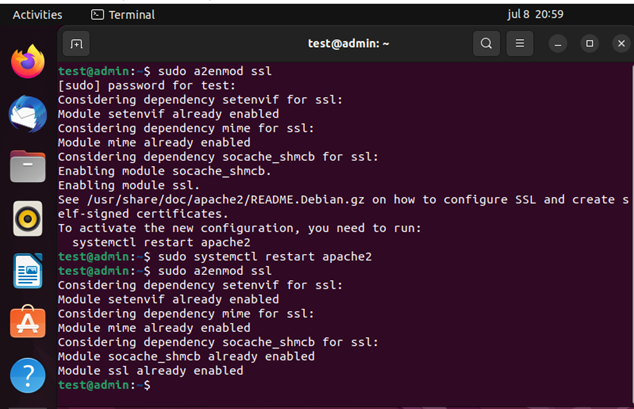 Activities
Terminal
jul 8 20:59
test@admin: ~
test@admin:~$ sudo a2enmod ssl
[sudo] password for test:
Considering dependency setenvif for ssl:
Module setenvif already enabled
Considering dependency mime for ssl:
Module mime already enabled
Considering dependency socache_shmcb for ssl:
Enabling module socache_shmcb.
Enabling module ssl.
See /usr/share/doc/apache2/README.Debian.gz on how to configure SSL and create s
elf-signed certificates.
To activate the new configuration, you need to run:
  systemctl restart apache2
test@admin:~$ sudo systemctl restart apache2
test@admin:~$ sudo a2enmod ssl
Considering dependency setenvif for ssl:
Module setenvif already enabled
Considering dependency mime for ssl:
Module mime already enabled
Considering dependency socache_shmcb for ssl:
Module socache_shmcb already enabled
Module ssl already enabled
test@admin:~$